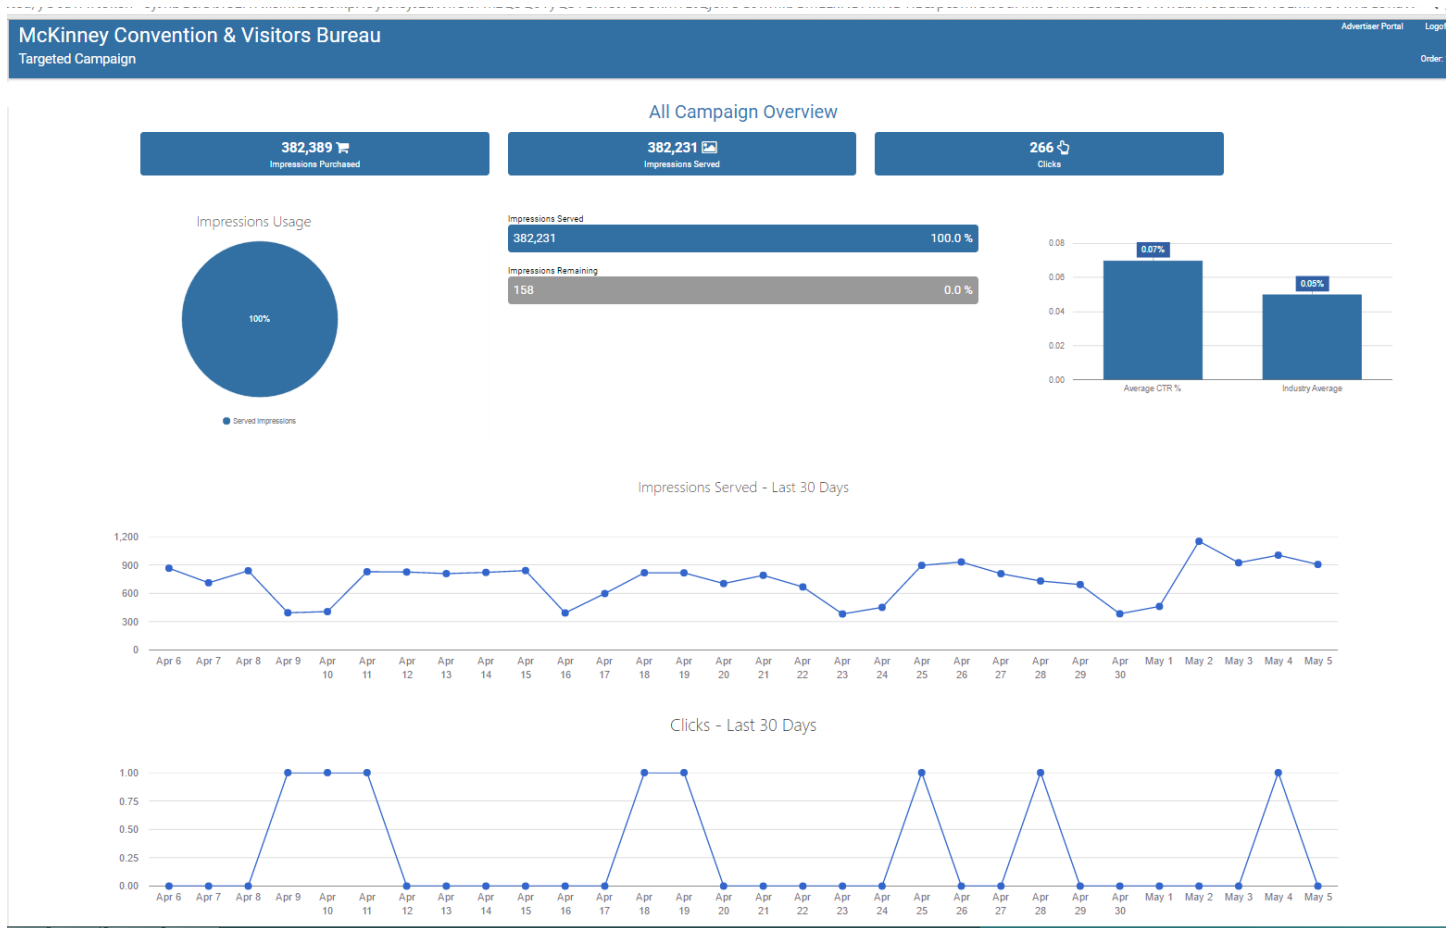 McKinney Convention & Visitors Bureau
Targeted Campaign
Advertiser Portal
Order:
All Campaign Overview
382,389
Impressions Purchased
382,231
Impressions Served
266
Clicks
Impressions Usage
100%
Served Impressions
Impressions Served
382,231 100.0 %
Impressions Remaining
158 0.0 %
0.08
0.06
0.04
0.02
0.00
0.07%
0.05%
Average CTR %
Industry Average
Impressions Served - Last 30 Days
1,200
900
600
300
0
Apr 6 Apr 7 Apr 8 Apr 9 Apr 10 Apr 11 Apr 12 Apr 13 Apr 14 Apr 15 Apr 16 Apr 17 Apr 18 Apr 19 Apr 20 Apr 21 Apr 22 Apr 23 Apr 24 Apr 25 Apr 26 Apr 27 Apr 28 Apr 29 Apr 30 May 1 May 2 May 3 May 4 May 5
Clicks - Last 30 Days
1.00
0.75
0.50
0.25
0.00
Apr 6 Apr 7 Apr 8 Apr 9 Apr 10 Apr 11 Apr 12 Apr 13 Apr 14 Apr 15 Apr 16 Apr 17 Apr 18 Apr 19 Apr 20 Apr 21 Apr 22 Apr 23 Apr 24 Apr 25 Apr 26 Apr 27 Apr 28 Apr 29 Apr 30 May 1 May 2 May 3 May 4 May 5